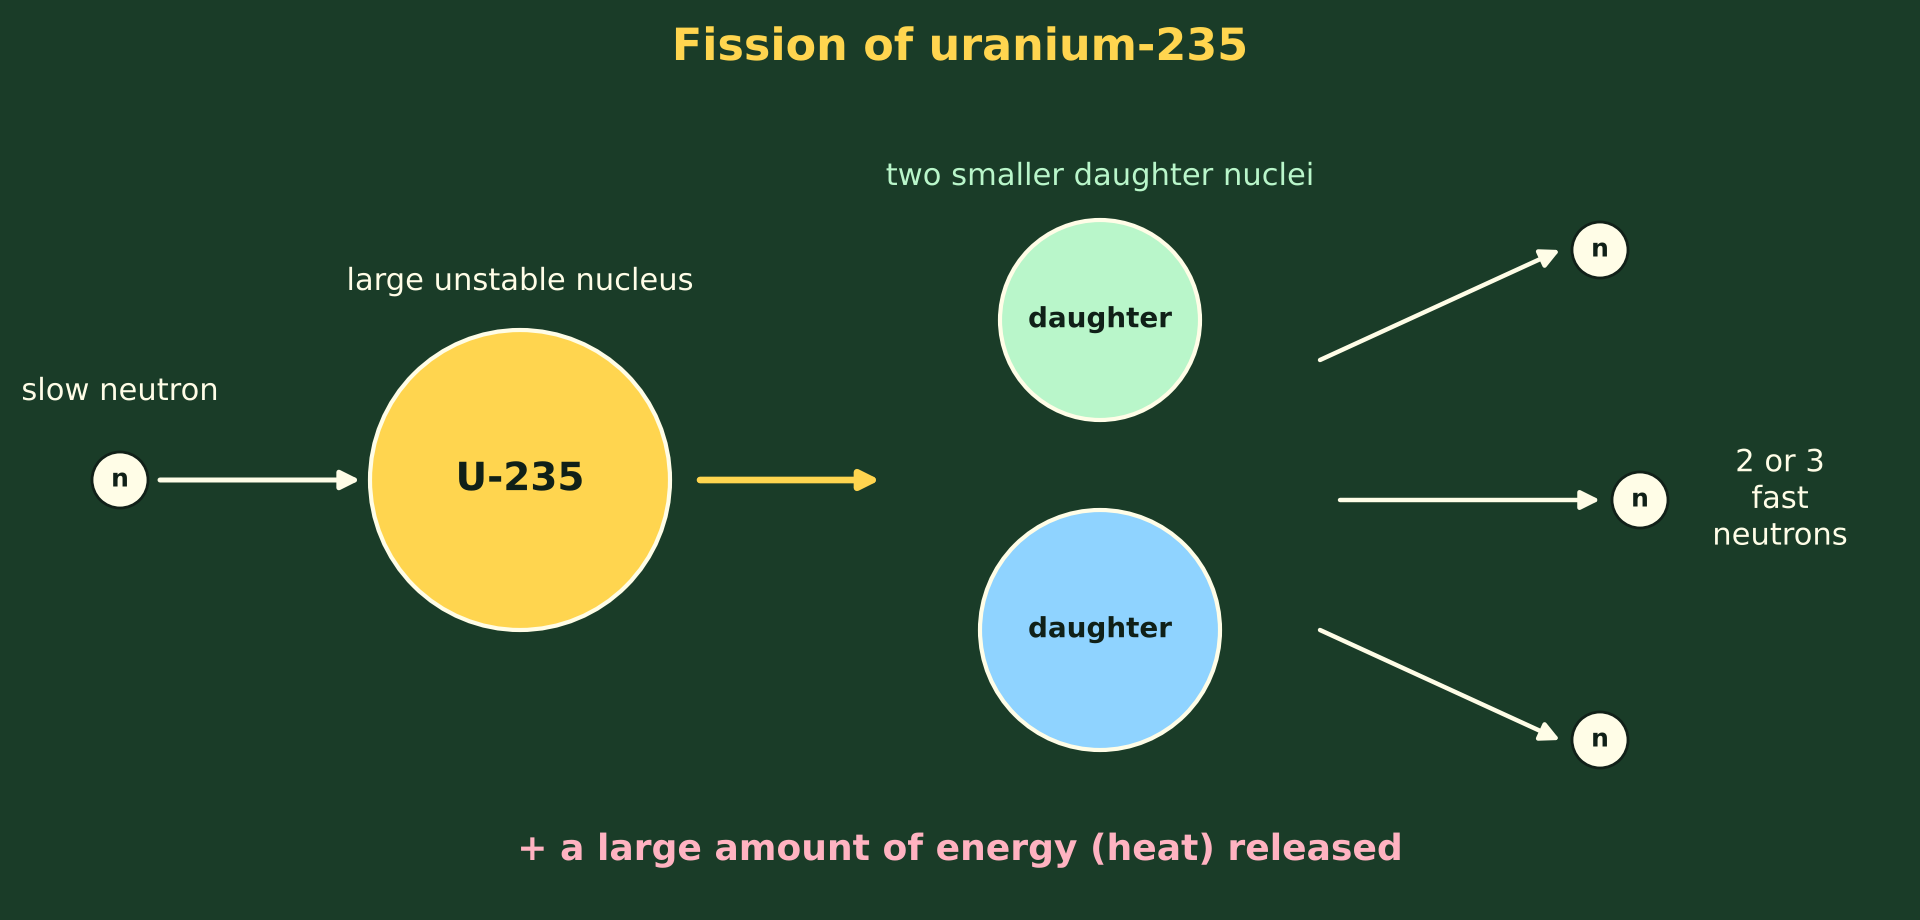 Fission of uranium-235
two smaller daughter nuclei
large unstable nucleus
slow neutron
n
U-235
daughter
daughter
n
n
2 or 3
fast
neutrons
n
+ a large amount of energy (heat) released